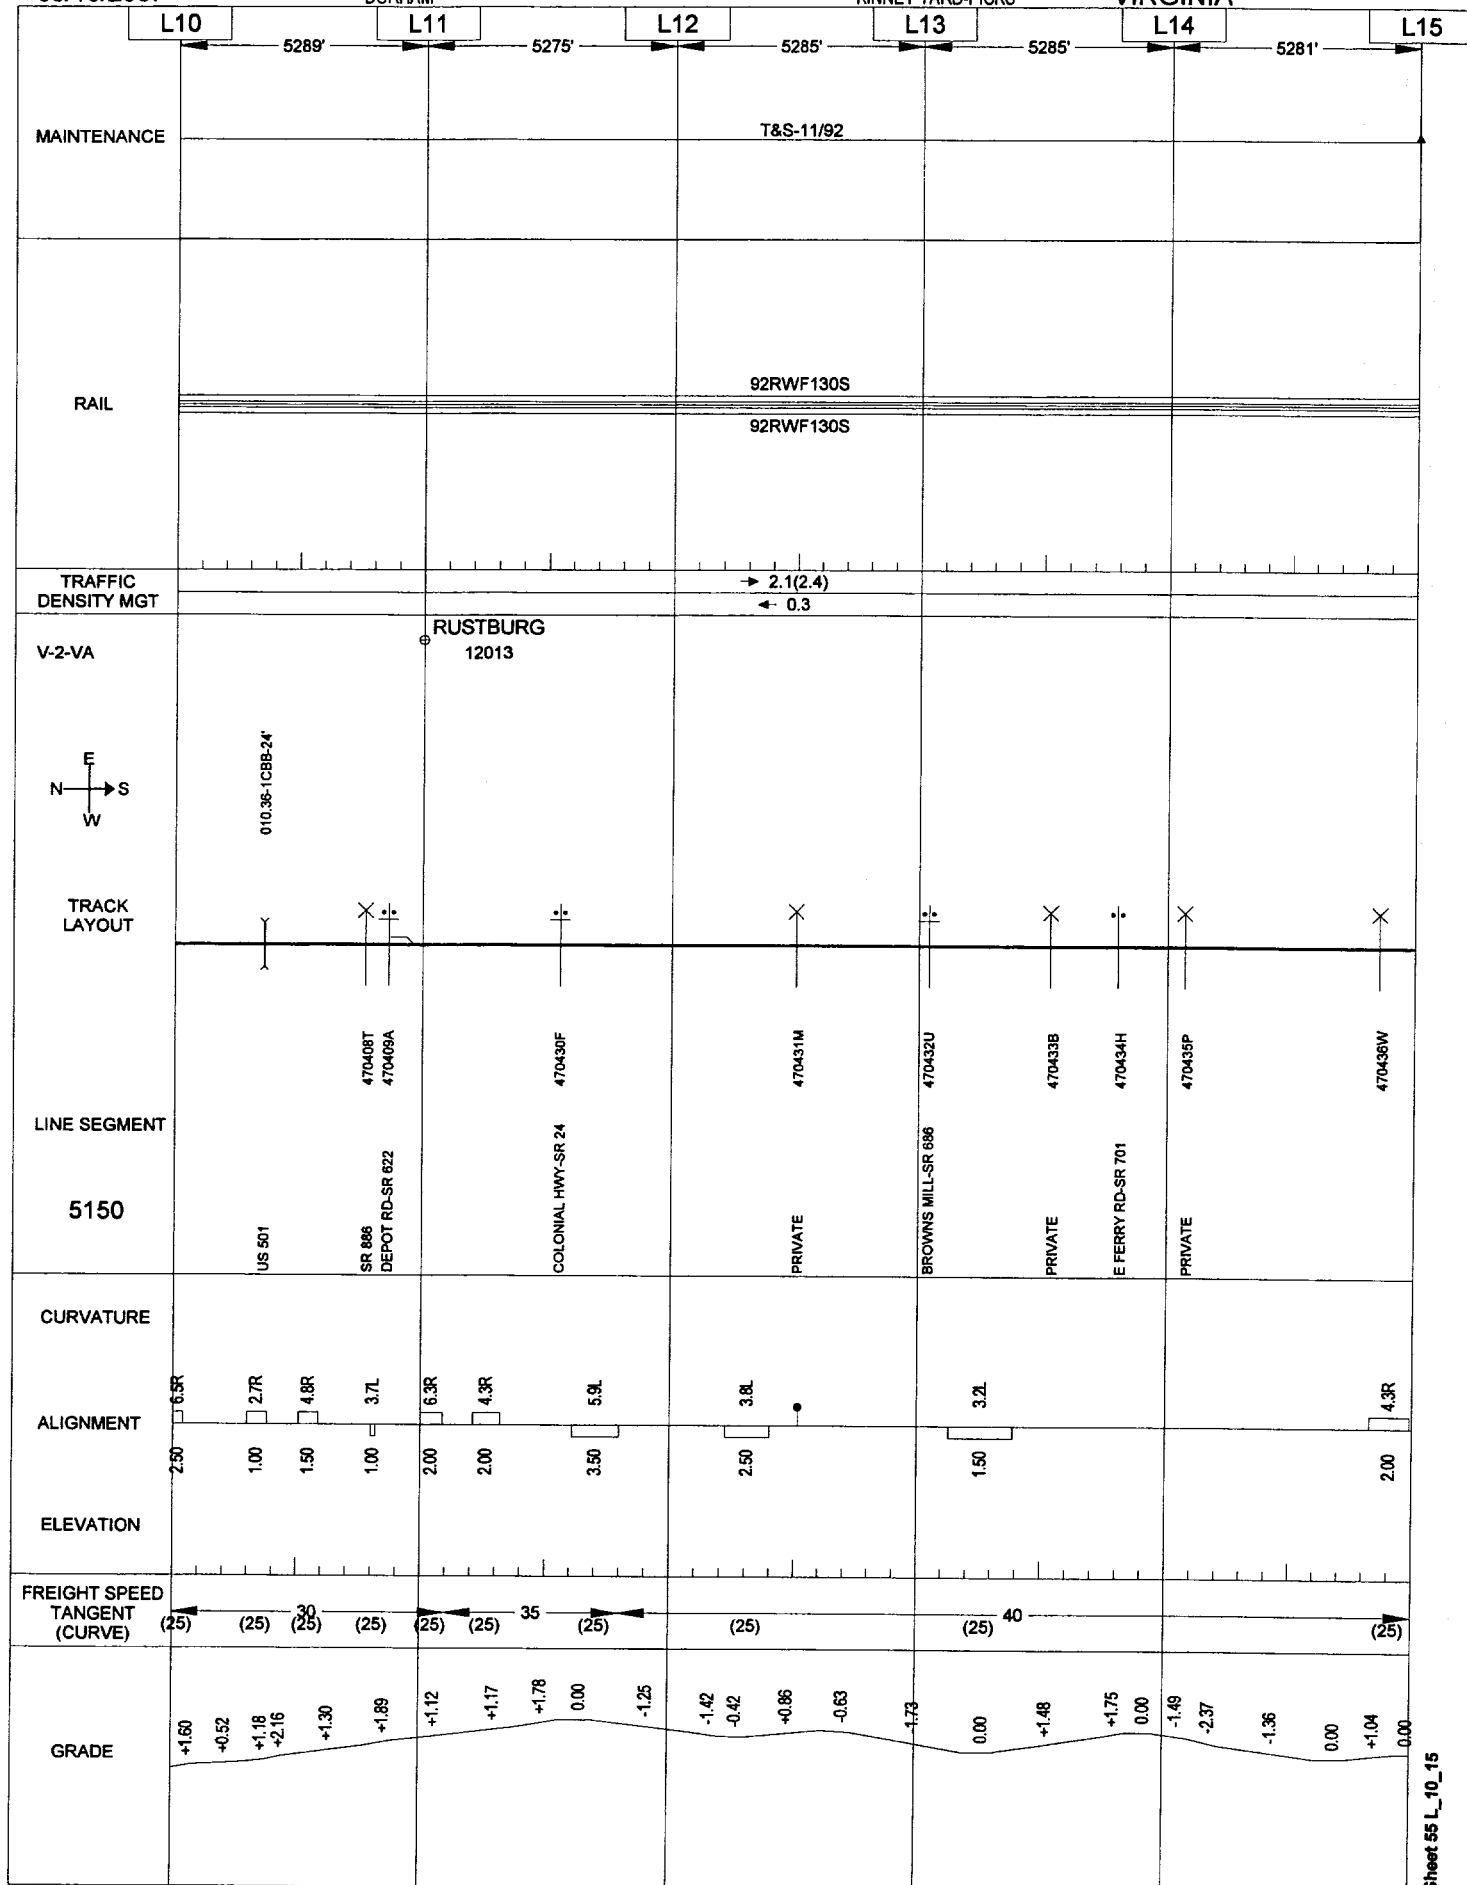 VIRGINIA
L10 L11 L12 L13 L14 L15
5289' 5275' 5285' 5285' 5281'
MAINTENANCE
T&S-11/92
RAIL
92RWF130S
92RWF130S
TRAFFIC
DENSITY MGT
2.1(2.4)
0.3
V-2-VA
RUSTBURG
12013
E
N S
W
010.36-1CBB-24'
TRACK
LAYOUT
470408T
470409A
470430F
470431M
470432U
470433B
470434H
470435P
470436W
LINE SEGMENT
5150
US 501
SR 886
DEPOT RD-SR 622
COLONIAL HWY-SR 24
PRIVATE
BROWNS MILL-SR 686
PRIVATE
E FERRY RD-SR 701
PRIVATE
CURVATURE
6.5R 2.7R 4.8R 3.7L 6.3R 4.3R 5.9L 3.8L 3.2L 4.3R
ALIGNMENT
2.50 1.00 1.50 1.00 2.00 2.00 3.50 2.50 1.50 2.00
ELEVATION
FREIGHT SPEED
TANGENT
(CURVE)
30 35 40
(25) (25) (25) (25) (25) (25) (25) (25) (25) (25)
GRADE
+1.60 +0.52 +1.18 +2.16 +1.30 +1.89 +1.12 +1.17 +1.78 0.00 -1.25 -1.42 -0.42 +0.86 -0.63 -1.73 0.00 +1.48 +1.75 0.00 -1.49 -2.37 -1.36 0.00 +1.04 0.00
Sheet 55 L_10_15